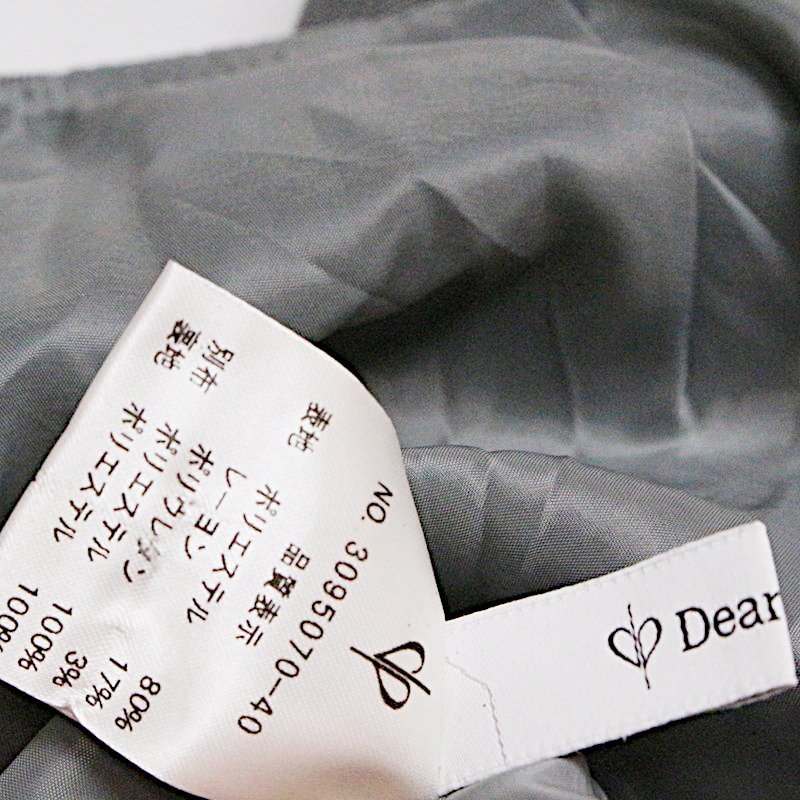 NO. 3095070-40
品質表示
表地 ポリエステル 80%
レーヨン 17%
ポリウレタン 3%
別布 ポリエステル 100%
裏地 ポリエステル 100%
Dear